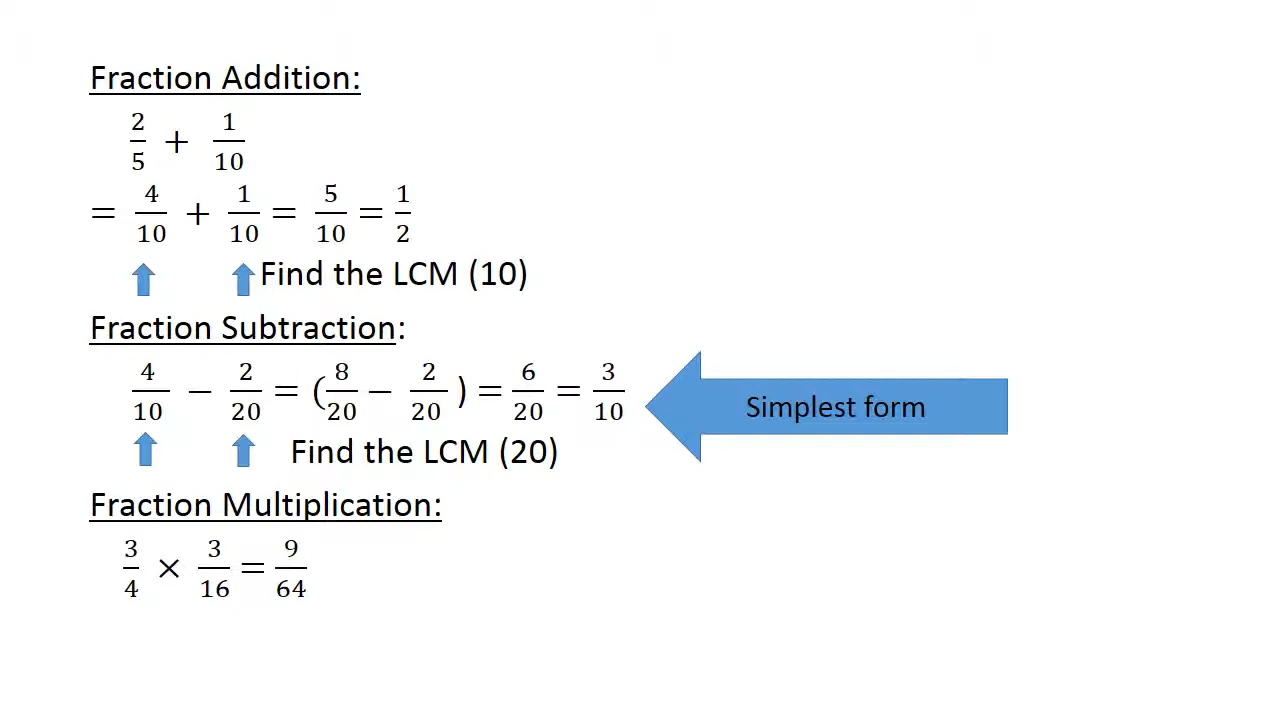 Fraction Addition:
2/5 + 1/10
= 4/10 + 1/10 = 5/10 = 1/2
Find the LCM (10)
Fraction Subtraction:
4/10 − 2/20 = (8/20 − 2/20) = 6/20 = 3/10
Simplest form
Find the LCM (20)
Fraction Multiplication:
3/4 × 3/16 = 9/64